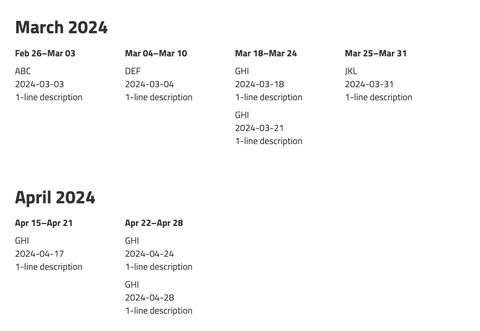 March 2024
Feb 26–Mar 03
ABC
2024-03-03
1-line description
Mar 04–Mar 10
DEF
2024-03-04
1-line description
Mar 18–Mar 24
GHI
2024-03-18
1-line description
GHI
2024-03-21
1-line description
Mar 25–Mar 31
JKL
2024-03-31
1-line description
April 2024
Apr 15–Apr 21
GHI
2024-04-17
1-line description
Apr 22–Apr 28
GHI
2024-04-24
1-line description
GHI
2024-04-28
1-line description